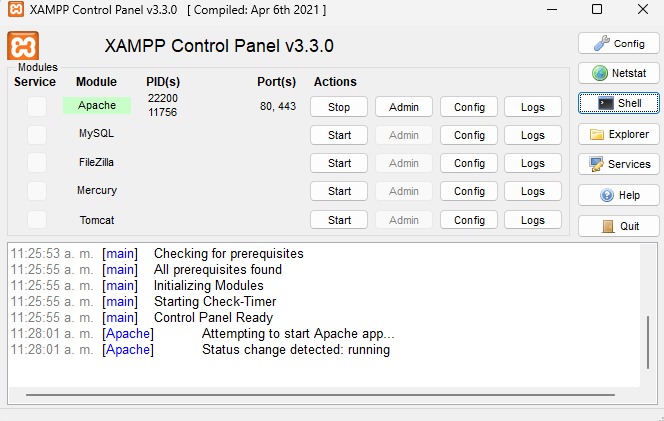 XAMPP Control Panel v3.3.0 [ Compiled: Apr 6th 2021 ]
XAMPP Control Panel v3.3.0
Config
Modules
Service Module PID(s) Port(s) Actions
Netstat
Apache 22200 11756 80, 443 Stop Admin Config Logs
Shell
MySQL Start Admin Config Logs
Explorer
FileZilla Start Admin Config Logs
Services
Mercury Start Admin Config Logs
Help
Tomcat Start Admin Config Logs
Quit
11:25:53 a. m. [main] Checking for prerequisites
11:25:55 a. m. [main] All prerequisites found
11:25:55 a. m. [main] Initializing Modules
11:25:55 a. m. [main] Starting Check-Timer
11:25:55 a. m. [main] Control Panel Ready
11:28:01 a. m. [Apache] Attempting to start Apache app...
11:28:01 a. m. [Apache] Status change detected: running